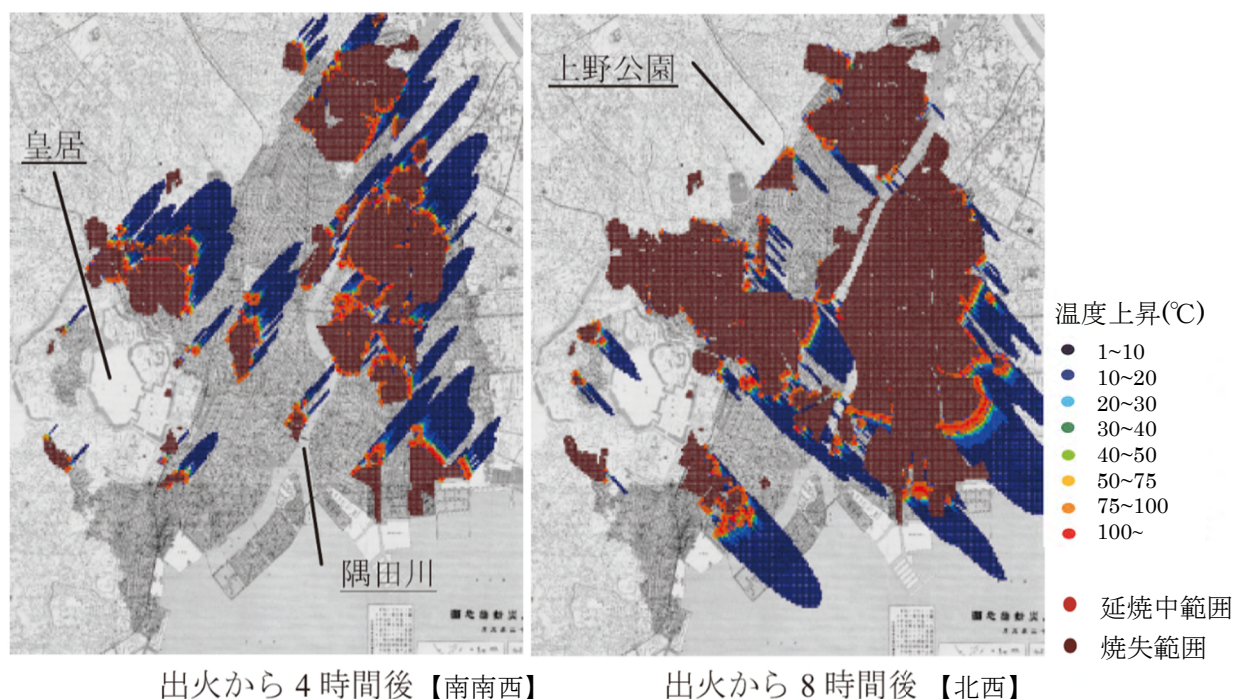 皇居
隅田川
上野公園
温度上昇(℃)
1~10
10~20
20~30
30~40
40~50
50~75
75~100
100~
延焼中範囲
焼失範囲
出火から 4 時間後 【南南西】
出火から 8 時間後 【北西】